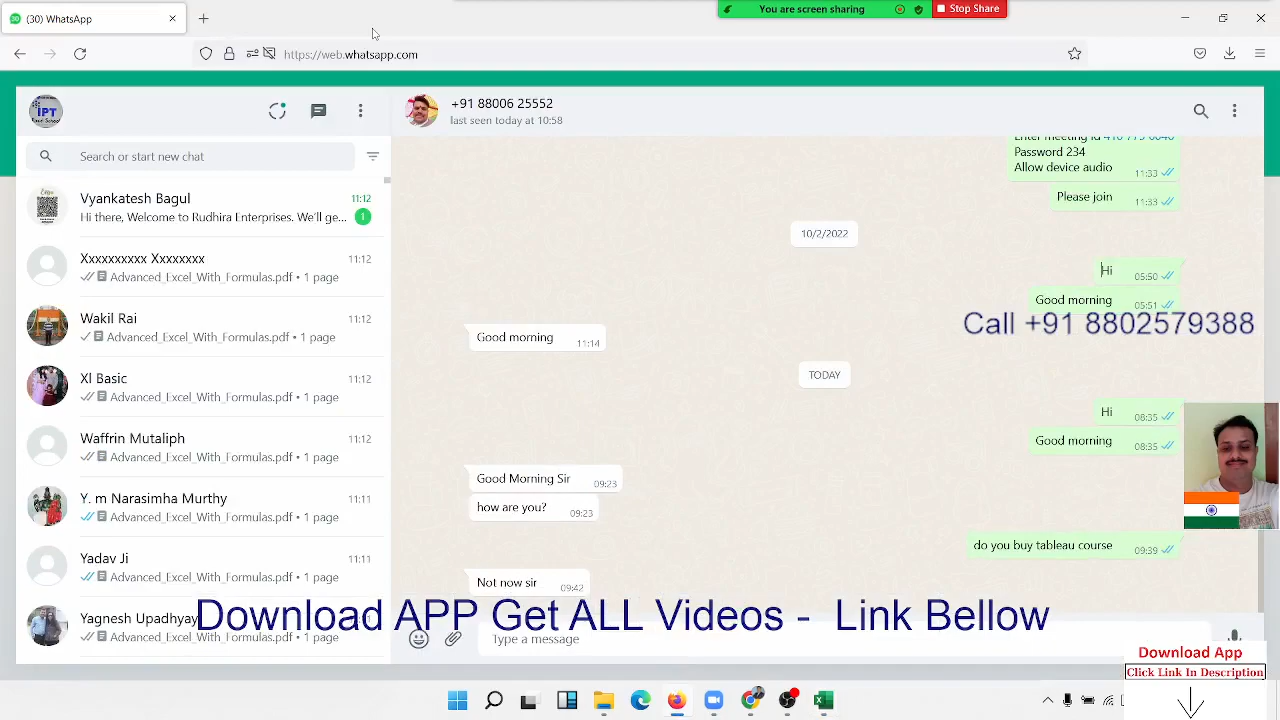 (30) WhatsApp
You are screen sharing
Stop Share
https://web.whatsapp.com
IPT
+91 88006 25552
last seen today at 10:58
Search or start new chat
Vyankatesh Bagul
11:12
Hi there, Welcome to Rudhira Enterprises. We'll ge...
1
Xxxxxxxxxx Xxxxxxxx
11:12
Advanced_Excel_With_Formulas.pdf • 1 page
Wakil Rai
11:12
Advanced_Excel_With_Formulas.pdf • 1 page
Xl Basic
11:12
Advanced_Excel_With_Formulas.pdf • 1 page
Waffrin Mutaliph
11:12
Advanced_Excel_With_Formulas.pdf • 1 page
Y. m Narasimha Murthy
11:11
Advanced_Excel_With_Formulas.pdf • 1 page
Yadav Ji
11:11
Advanced_Excel_With_Formulas.pdf • 1 page
Yagnesh Upadhyay
Advanced_Excel_With_Formulas.pdf • 1 page
Password 234
Allow device audio
11:33
Please join
11:33
10/2/2022
Hi
05:50
Good morning
05:51
Call +91 8802579388
Good morning
11:14
TODAY
Hi
08:35
Good morning
08:35
Good Morning Sir
09:23
how are you?
09:23
do you buy tableau course
09:39
Not now sir
09:42
Download APP Get ALL Videos - Link Bellow
Type a message
Download App
Click Link In Description